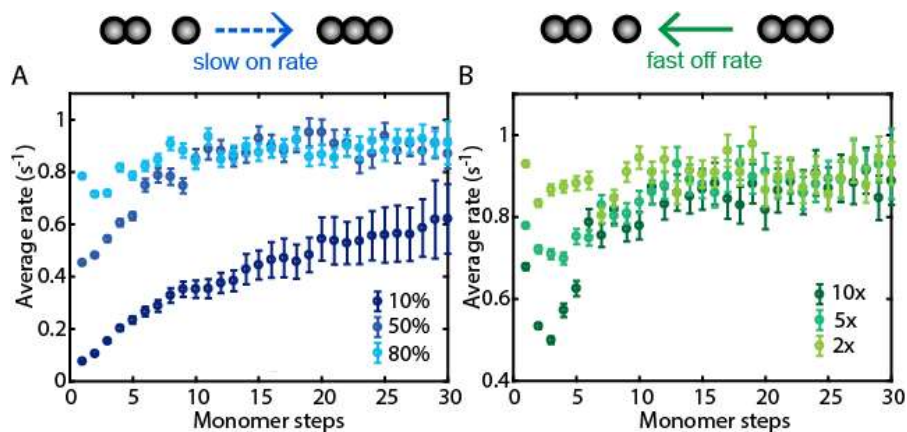 slow on rate
fast off rate
A
B
Average rate (s⁻¹)
1
0.8
0.6
0.4
0.2
0
0 5 10 15 20 25 30
Monomer steps
10%
50%
80%
Average rate (s⁻¹)
1
0.8
0.6
0.4
0 5 10 15 20 25 30
Monomer steps
10x
5x
2x